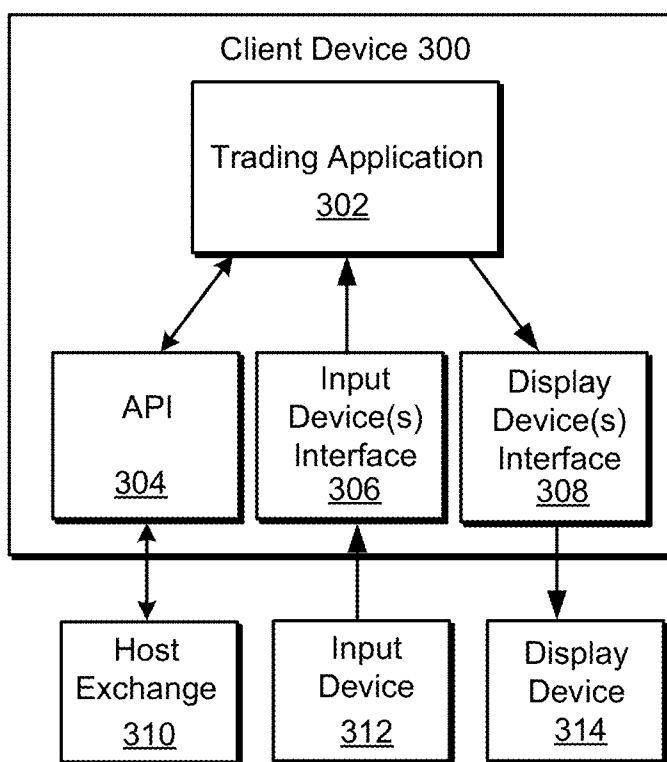 Client Device 300
Trading Application
302
API
304
Input
Device(s)
Interface
306
Display
Device(s)
Interface
308
Host
Exchange
310
Input
Device
312
Display
Device
314